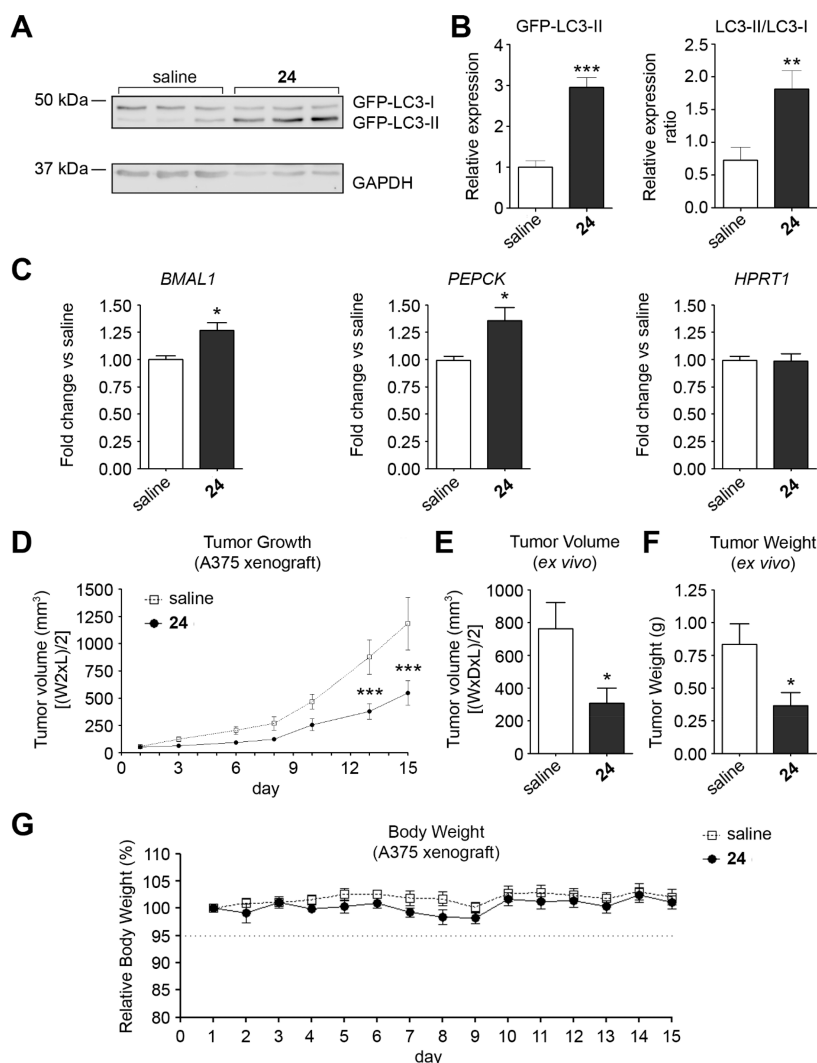 A
saline 24
50 kDa
GFP-LC3-I
GFP-LC3-II
37 kDa
GAPDH
B
GFP-LC3-II
Relative expression
4
3
2
1
0
***
saline
24
LC3-II/LC3-I
Relative expression
ratio
2.5
2.0
1.5
1.0
0.5
0.0
**
saline
24
C
BMAL1
Fold change vs saline
1.50
1.25
1.00
0.75
0.50
0.25
0.00
*
saline
24
PEPCK
Fold change vs saline
1.50
1.25
1.00
0.75
0.50
0.25
0.00
*
saline
24
HPRT1
Fold change vs saline
1.50
1.25
1.00
0.75
0.50
0.25
0.00
saline
24
D
Tumor Growth
(A375 xenograft)
Tumor volume (mm³)
[(W2xL)/2]
1500
1250
1000
750
500
250
0
saline
24
***
***
0 3 6 9 13 15
day
E
Tumor Volume
(ex vivo)
Tumor volume (mm³)
[(WxDxL)/2]
800
600
400
200
0
*
saline
24
F
Tumor Weight
(ex vivo)
Tumor Weight (g)
1.25
1.00
0.75
0.50
0.25
0.00
*
saline
24
G
Body Weight
(A375 xenograft)
saline
24
Relative Body Weight (%)
110
105
100
95
90
85
80
0 1 2 3 4 5 6 7 8 9 10 11 12 13 14 15
day